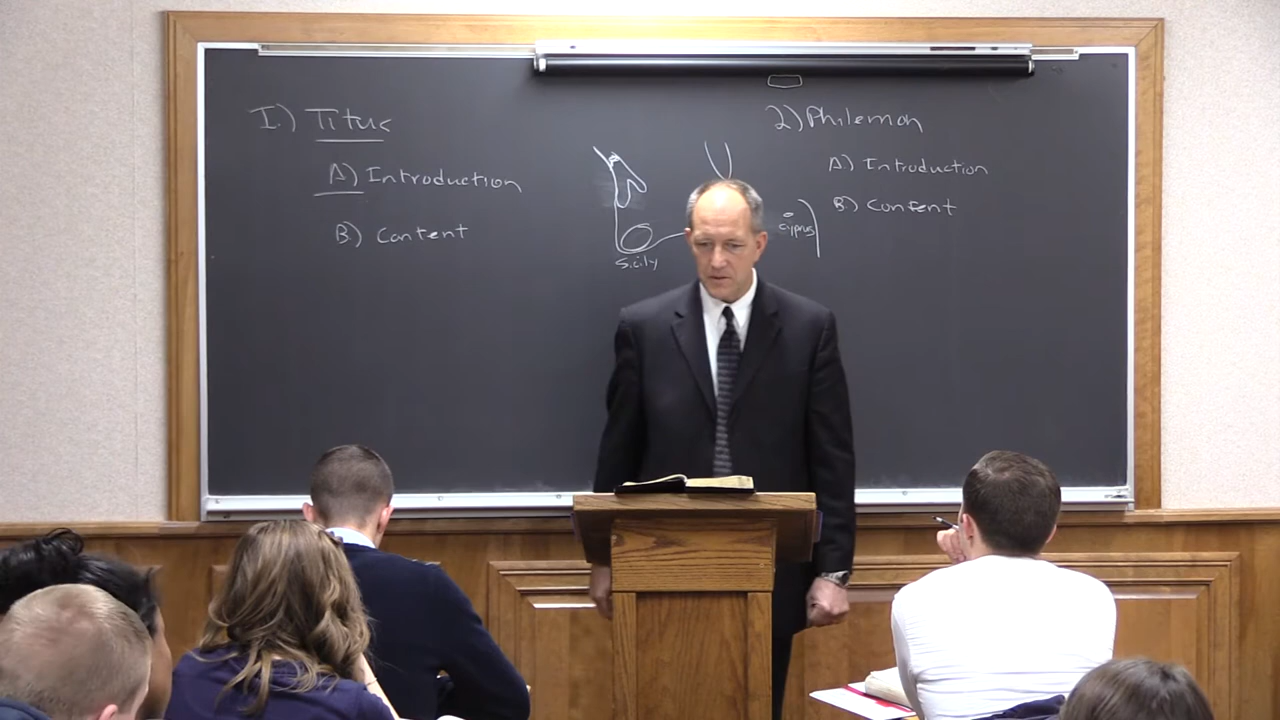 I.) Titus
A) Introduction
B.) Content
Sicily
Cyprus
2) Philemon
A.) Introduction
B.) Content